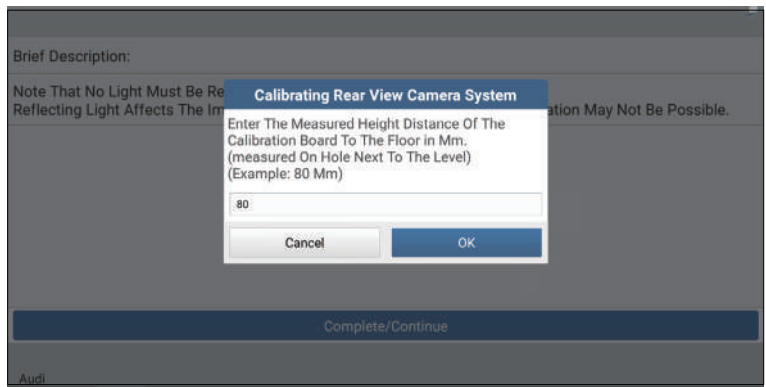 Brief Description:
Note That No Light Must Be Re
Reflecting Light Affects The Im
ation May Not Be Possible.
Calibrating Rear View Camera System
Enter The Measured Height Distance Of The
Calibration Board To The Floor in Mm.
(measured On Hole Next To The Level)
(Example: 80 Mm)
80
Cancel
OK
Complete/Continue
Audi